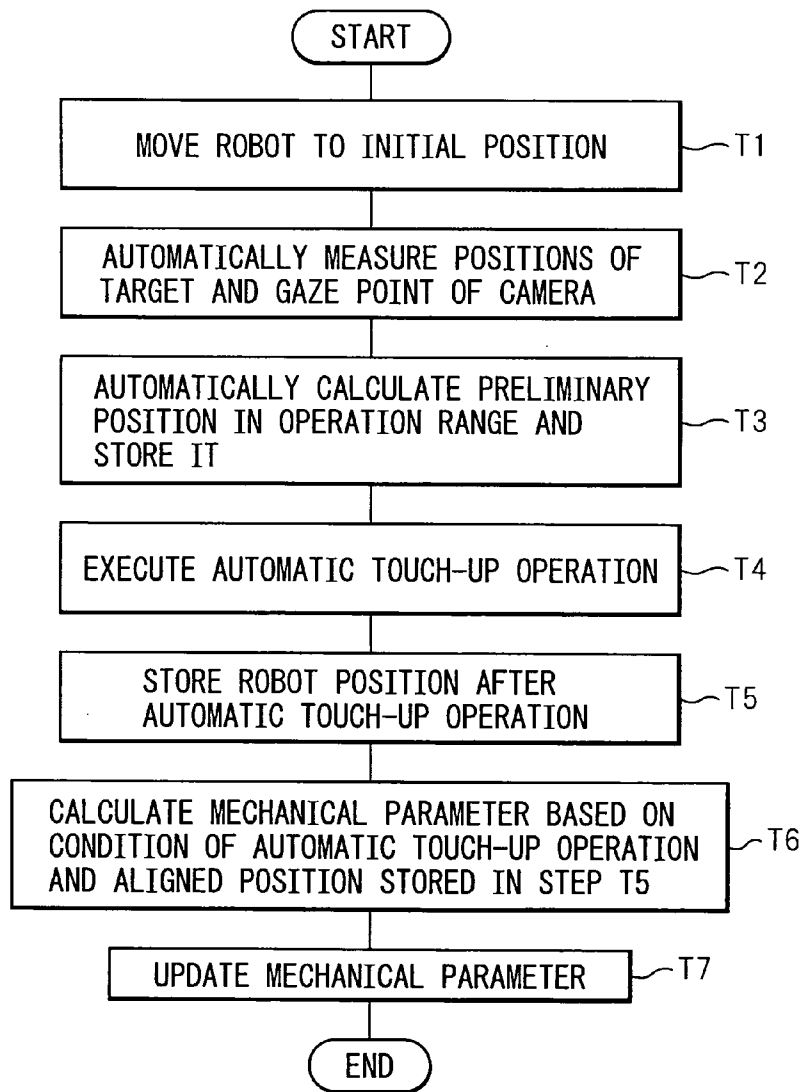 START
MOVE ROBOT TO INITIAL POSITION
T1
AUTOMATICALLY MEASURE POSITIONS OF
TARGET AND GAZE POINT OF CAMERA
T2
AUTOMATICALLY CALCULATE PRELIMINARY
POSITION IN OPERATION RANGE AND
STORE IT
T3
EXECUTE AUTOMATIC TOUCH-UP OPERATION
T4
STORE ROBOT POSITION AFTER
AUTOMATIC TOUCH-UP OPERATION
T5
CALCULATE MECHANICAL PARAMETER BASED ON
CONDITION OF AUTOMATIC TOUCH-UP OPERATION
AND ALIGNED POSITION STORED IN STEP T5
T6
UPDATE MECHANICAL PARAMETER
T7
END